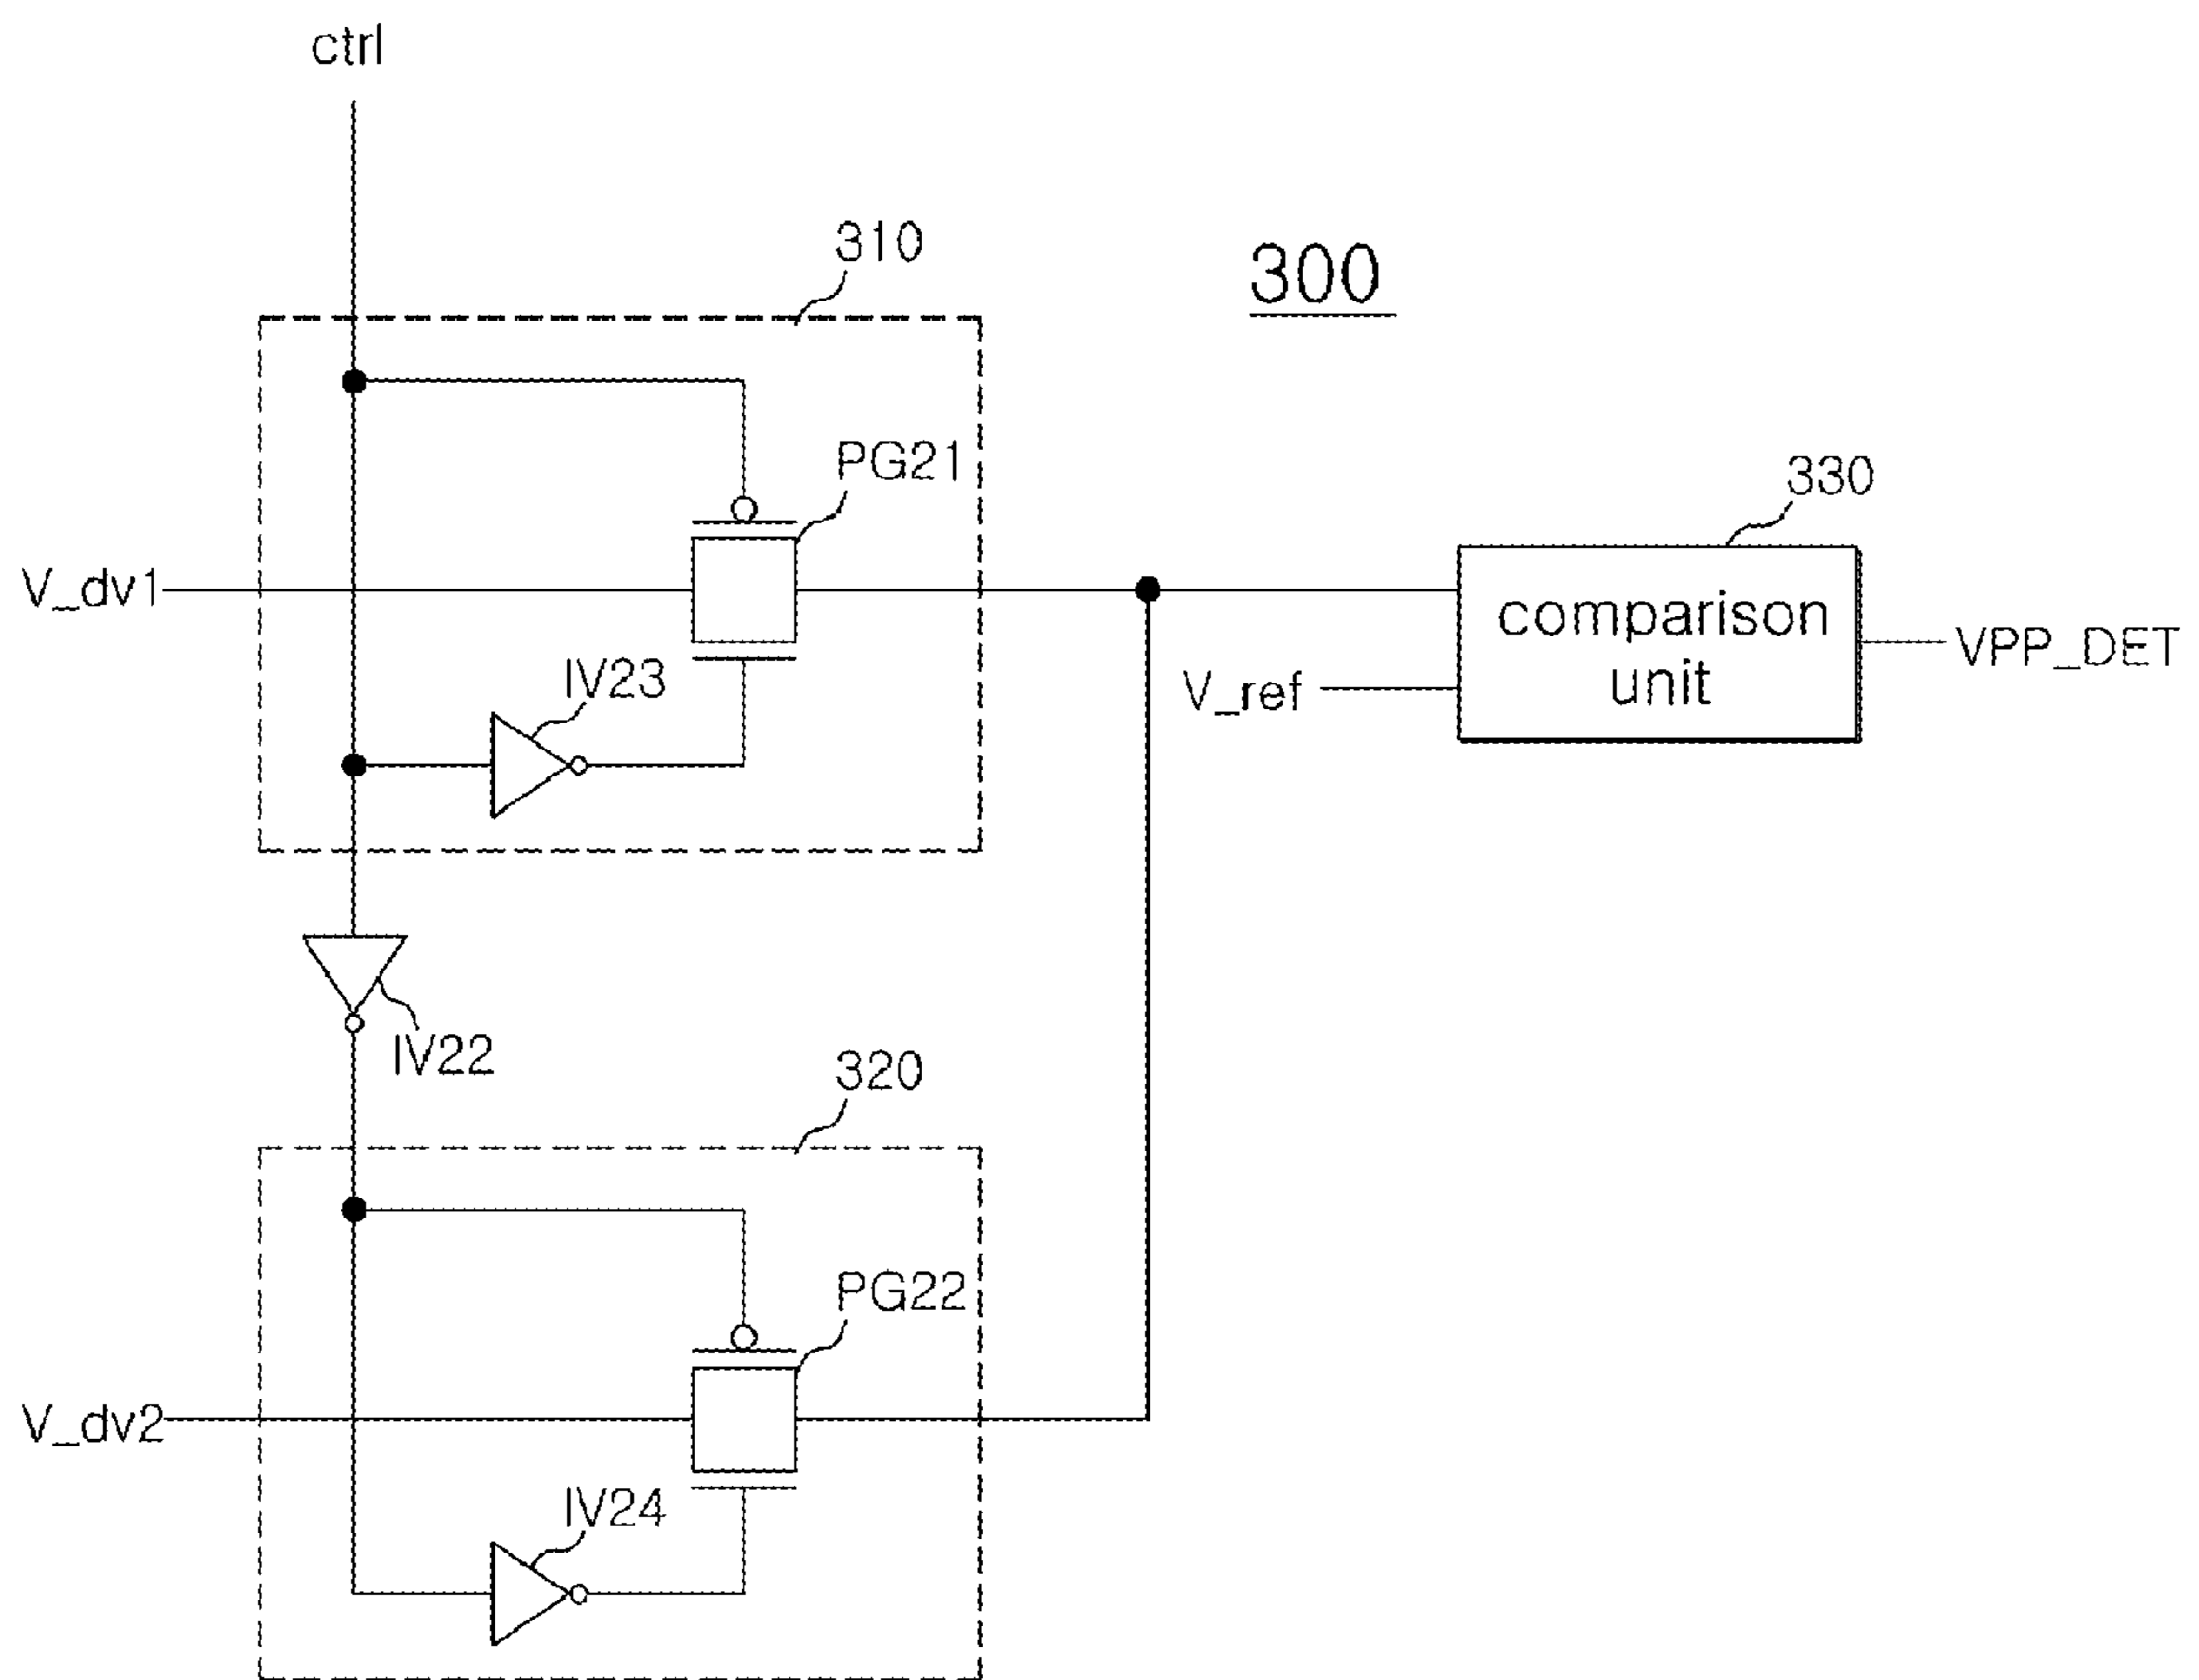 ctrl
310
300
PG21
330
V_dv1
comparison
unit
VPP_DET
IV23
V_ref
IV22
320
PG22
V_dv2
IV24